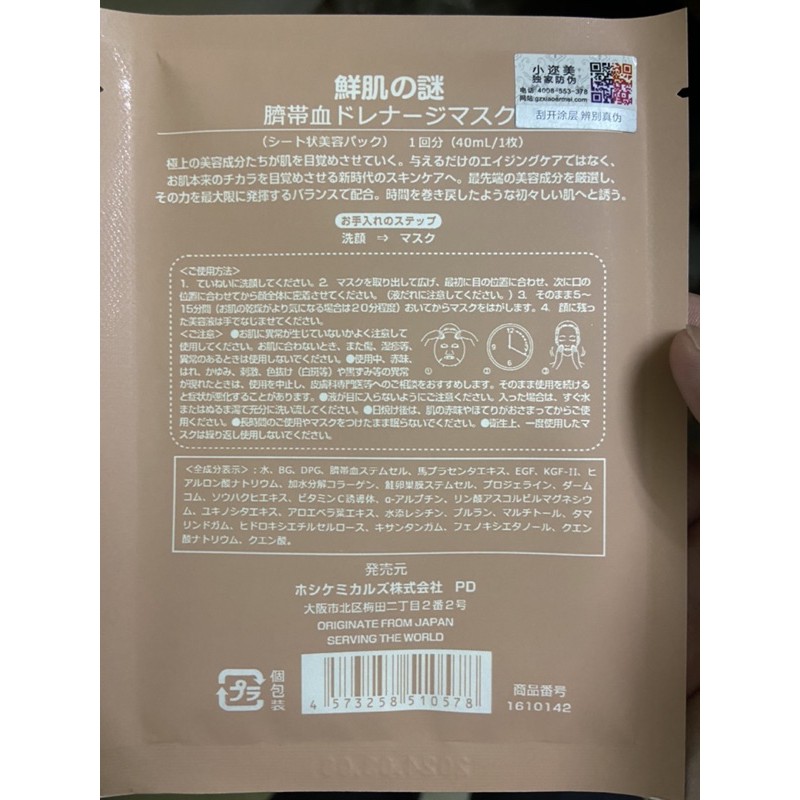 小迩美
独家防伪
电话 4008-553-378
网站 gzxiaoermei.com
刮开涂层 辨别真伪
鮮肌の謎
臍帯血ドレナージマスク
(シート状美容パック) 1回分(40mL/1枚)
極上の美容成分たちが肌を目覚めさせていく。与えるだけのエイジングケアではなく、
お肌本来のチカラを目覚めさせる新時代のスキンケアへ。最先端の美容成分を厳選し、
その力を最大限に発揮するバランスで配合。時間を巻き戻したような初々しい肌へと誘う。
お手入れのステップ
洗顔 ⇒ マスク
<ご使用方法>
1. ていねいに洗顔してください。2. マスクを取り出して広げ、最初に目の位置に合わせ、次に口の
位置に合わせてから顔全体に密着させてください。(液だれに注意してください。)3. そのまま5〜
15分間(お肌の乾燥がより気になる場合は20分程度)おいてからマスクをはがします。4. 顔に残っ
た美容液は手でなじませてください。
<ご注意> ●お肌に異常が生じていないかよく注意して
使用してください。お肌に合わないとき、また傷、湿疹等、
異常のあるときは使用しないでください。●使用中、赤味、
はれ、かゆみ、刺激、色抜け(白斑等)や黒ずみ等の異常
が現れたときは、使用を中止し、皮膚科専門医等へのご相談をおすすめします。そのまま使用を続ける
と症状が悪化することがあります。●液が目に入らないようにご注意ください。入った場合は、すぐ水
またはぬるま湯で充分に洗い流してください。●日焼け後は、肌の赤味やほてりがおさまってからご使
用ください。●長時間のご使用やマスクをつけたまま眠らないでください。●衛生上、一度使用したマ
スクは繰り返し使用しないでください。
① ② ③
<全成分表示>:水、BG、DPG、臍帯血ステムセル、馬プラセンタエキス、EGF、KGF-II、ヒ
アルロン酸ナトリウム、加水分解コラーゲン、鮭卵巣辰ステムセル、プロジェライン、ダーム
コム、ソウハクヒエキス、ビタミンC誘導体、α-アルプチン、リン酸アスコルビルマグネシウ
ム、ユキノシタエキス、アロエベラ葉エキス、水添レシチン、プルラン、マルチトール、タマ
リンドガム、ヒドロキシエチルセルロース、キサンタンガム、フェノキシエタノール、クエン
酸ナトリウム、クエン酸。
発売元
ホシケミカルズ株式会社 PD
大阪市北区梅田二丁目2番2号
ORIGINATE FROM JAPAN
SERVING THE WORLD
プラ
個包装
4 573258 510578
商品番号
1610142